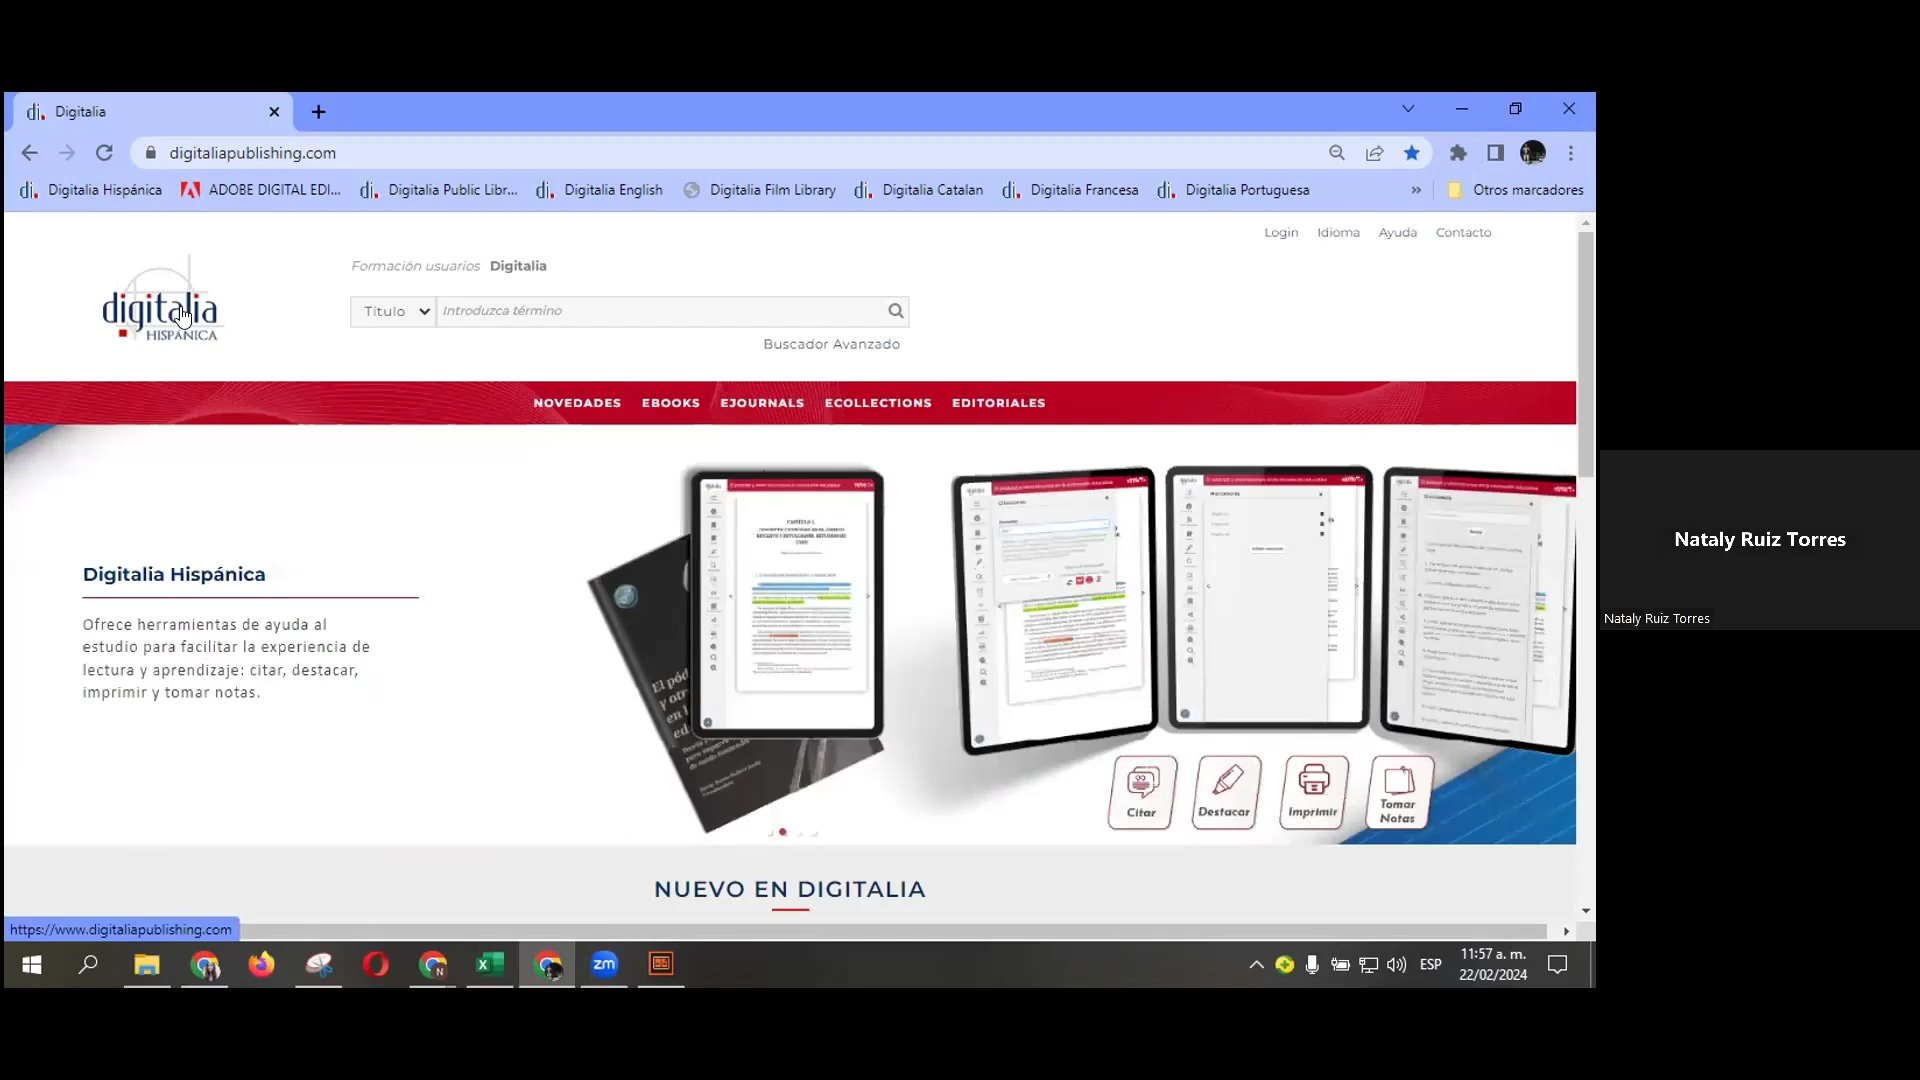 Digitalia
digitaliapublishing.com
Digitalia Hispánica
ADOBE DIGITAL EDI...
Digitalia Public Libr...
Digitalia English
Digitalia Film Library
Digitalia Catalan
Digitalia Francesa
Digitalia Portuguesa
»
Otros marcadores
Login Idioma Ayuda Contacto
Formación usuarios Digitalia
digitalia
HISPÁNICA
Título
Introduzca término
Buscador Avanzado
NOVEDADES EBOOKS EJOURNALS ECOLLECTIONS EDITORIALES
Digitalia Hispánica
Ofrece herramientas de ayuda al
estudio para facilitar la experiencia de
lectura y aprendizaje: citar, destacar,
imprimir y tomar notas.
Citar
Destacar
Imprimir
Tomar
Notas
NUEVO EN DIGITALIA
https://www.digitaliapublishing.com
zm
ESP
11:57 a. m.
22/02/2024
Nataly Ruiz Torres
Nataly Ruiz Torres